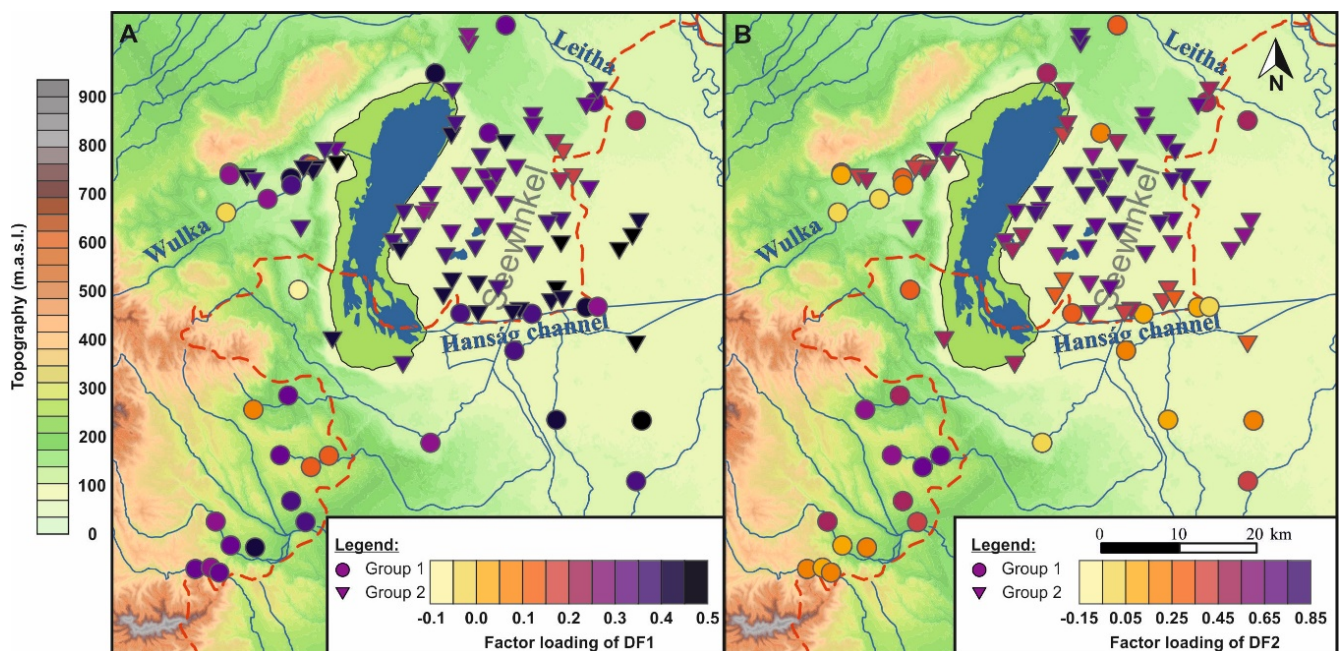 A
Leitha
Wulka
Seewinkel
Hanság channel
Topography (m.a.s.l.)
900
800
700
600
500
400
300
200
100
0
Legend:
Group 1
Group 2
-0.1 0.0 0.1 0.2 0.3 0.4 0.5
Factor loading of DF1
B
Leitha
N
Wulka
Seewinkel
Hanság channel
Legend:
0 10 20 km
Group 1
Group 2
-0.15 0.05 0.25 0.45 0.65 0.85
Factor loading of DF2